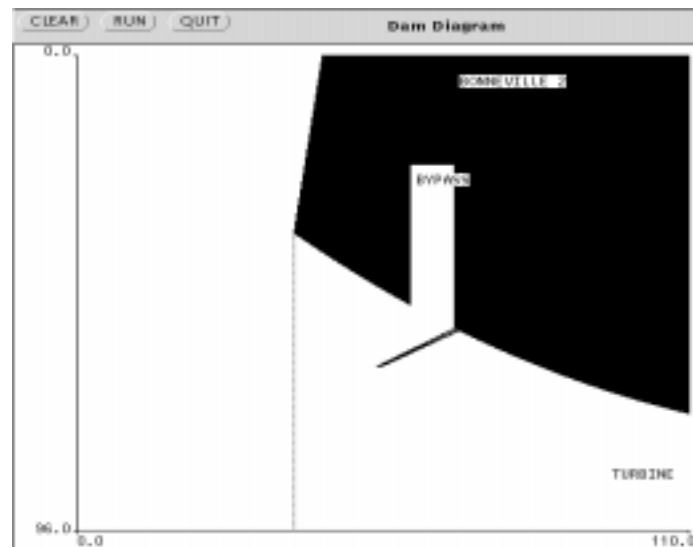 CLEAR RUN QUIT Dam Diagram
0.0
BONNEVILLE 2
BYPASS
TURBINE
96.0
0.0 110.0